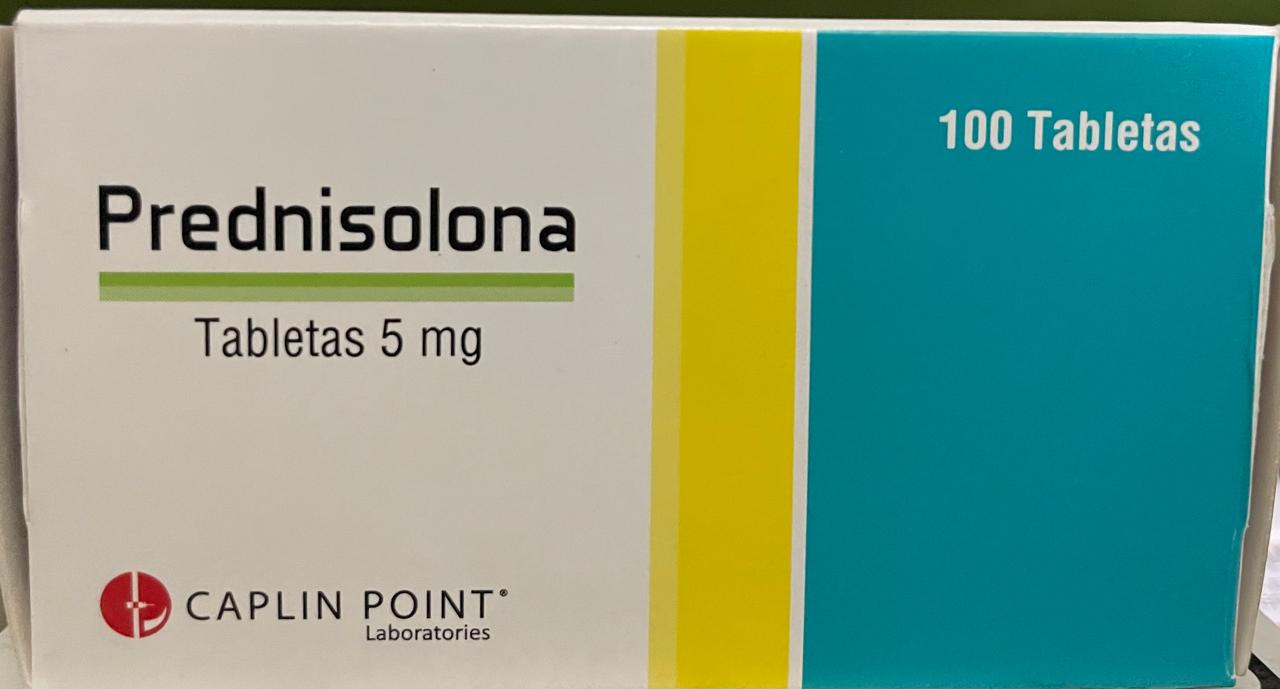 100 Tabletas
Prednisolona
Tabletas 5 mg
CAPLIN POINT®
Laboratories